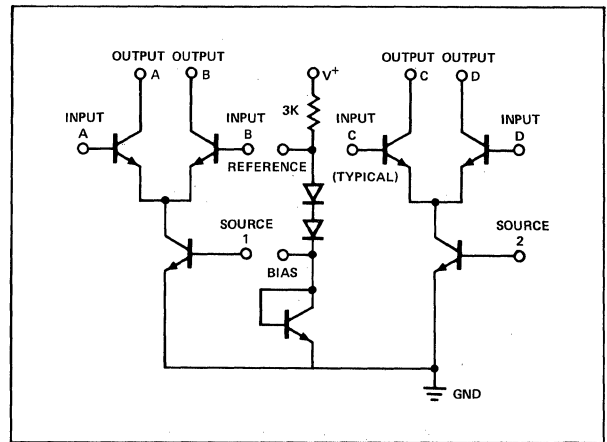 OUTPUT A
OUTPUT B
V+
OUTPUT C
OUTPUT D
3K
INPUT A
INPUT B
INPUT C
INPUT D
REFERENCE
(TYPICAL)
SOURCE 1
SOURCE 2
BIAS
GND